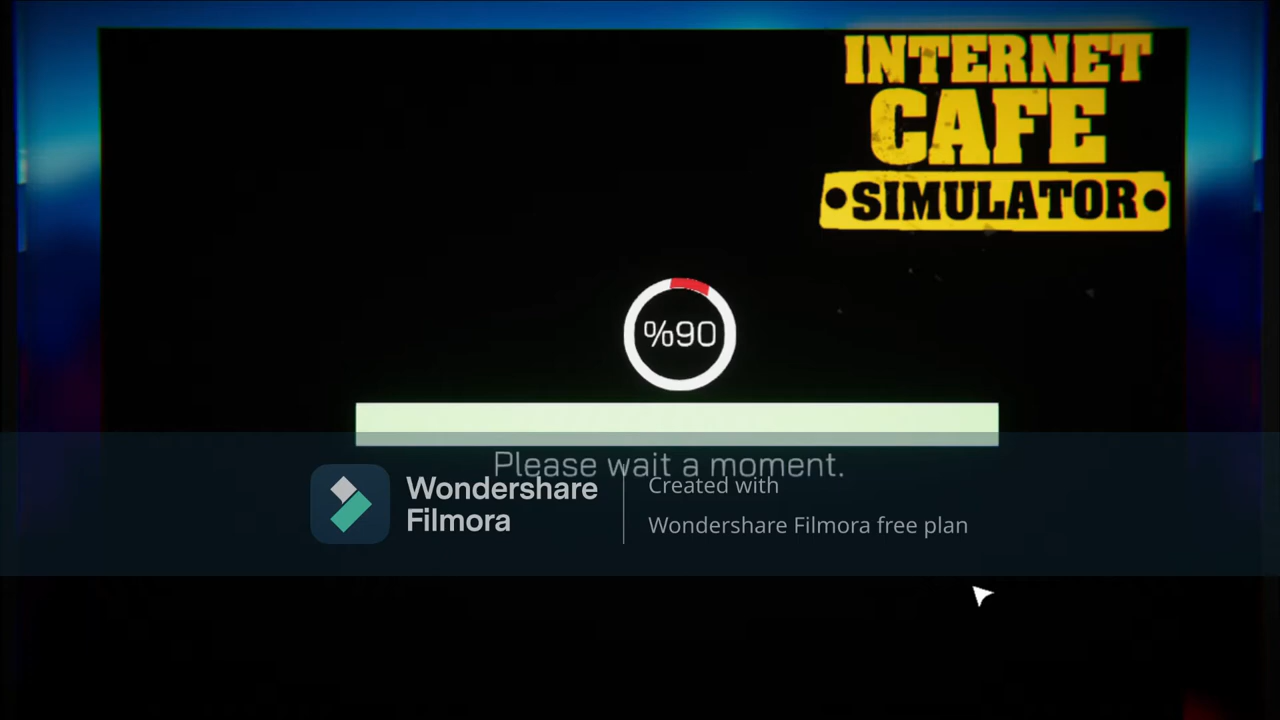 INTERNET
CAFE
SIMULATOR
%90
Please wait a moment.
Wondershare
Filmora
Created with
Wondershare Filmora free plan